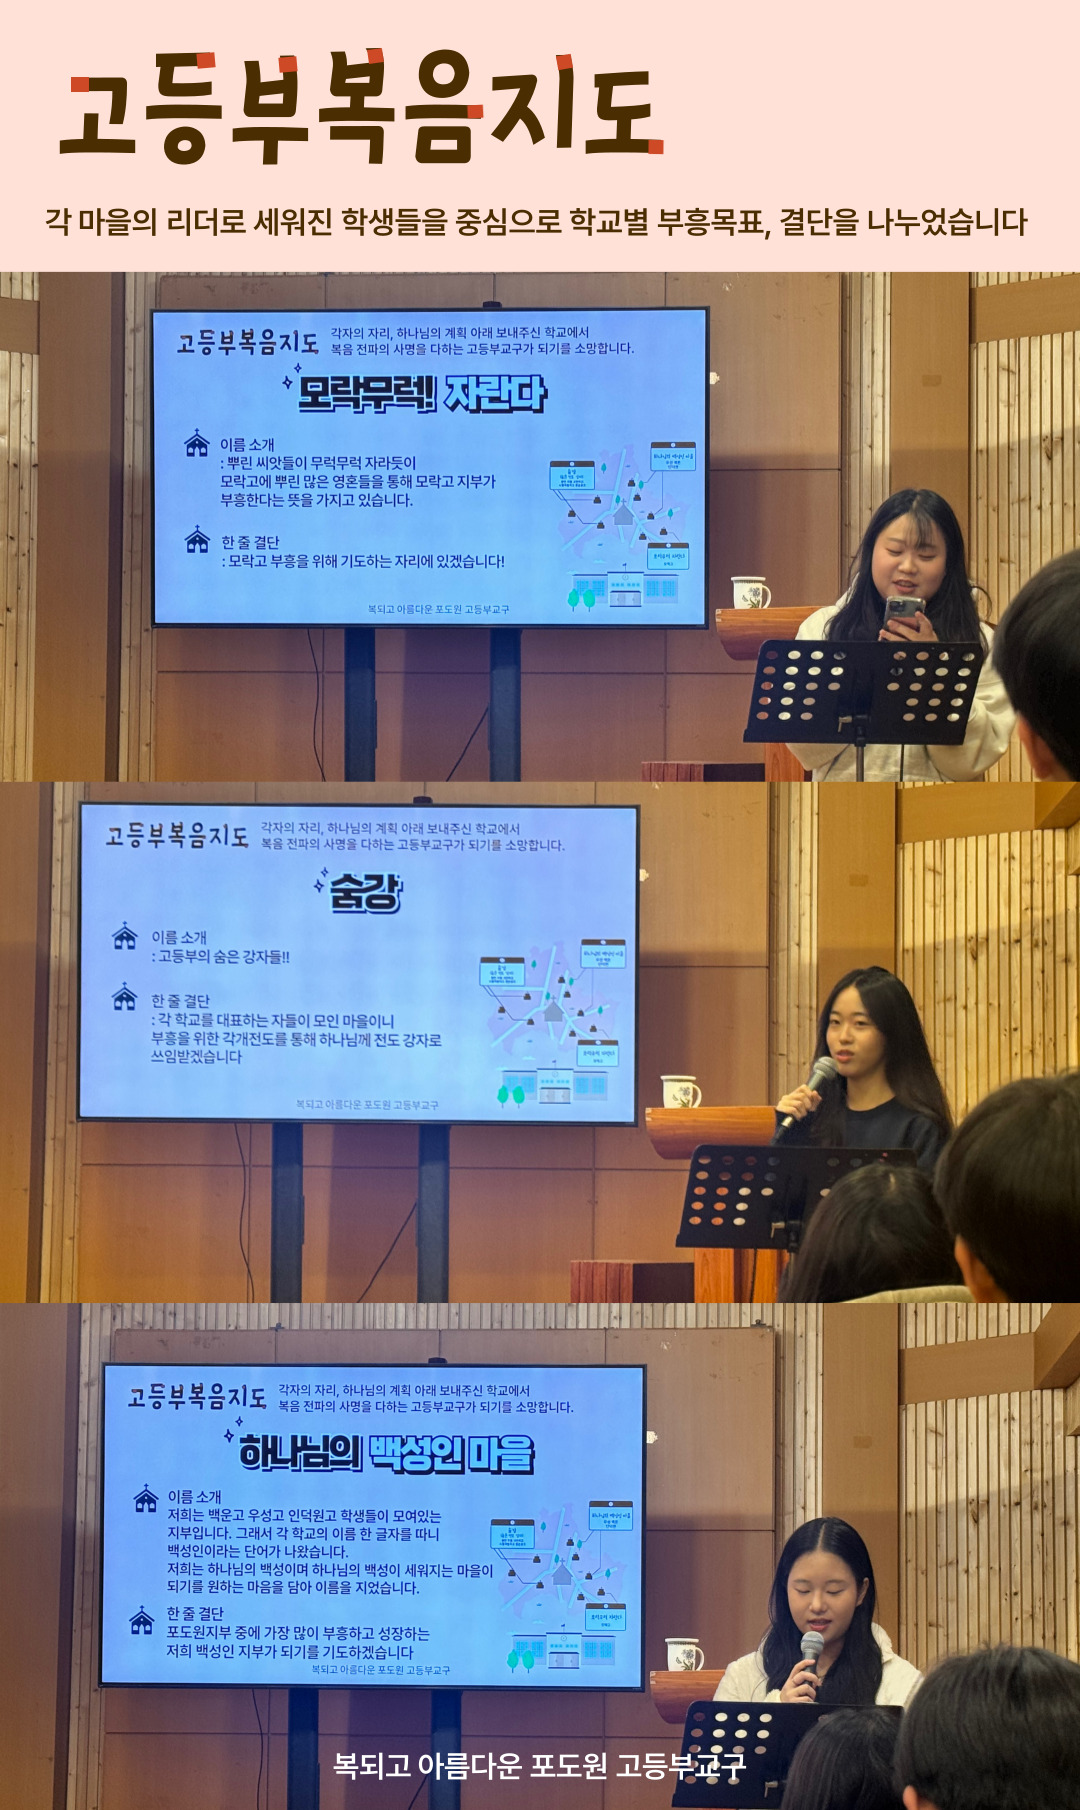 고등부복음지도
각 마을의 리더로 세워진 학생들을 중심으로 학교별 부흥목표, 결단을 나누었습니다
고등부복음지도
각자의 자리, 하나님의 계획 아래 보내주신 학교에서
복음 전파의 사명을 다하는 고등부교구가 되기를 소망합니다.
모락무럭! 자란다
이름 소개
: 뿌린 씨앗들이 무럭무럭 자라듯이
모락고에 뿌린 많은 영혼들을 통해 모락고 지부가
부흥한다는 뜻을 가지고 있습니다.
한 줄 결단
: 모락고 부흥을 위해 기도하는 자리에 있겠습니다!
복되고 아름다운 포도원 고등부교구
고등부복음지도
각자의 자리, 하나님의 계획 아래 보내주신 학교에서
복음 전파의 사명을 다하는 고등부교구가 되기를 소망합니다.
숨강
이름 소개
: 고등부의 숨은 강자들!!
한 줄 결단
: 각 학교를 대표하는 자들이 모인 마을이니
부흥을 위한 각개전도를 통해 하나님께 전도 강자로
쓰임받겠습니다
복되고 아름다운 포도원 고등부교구
고등부복음지도
각자의 자리, 하나님의 계획 아래 보내주신 학교에서
복음 전파의 사명을 다하는 고등부교구가 되기를 소망합니다.
하나님의 백성인 마을
이름 소개
저희는 백운고 우성고 인덕원고 학생들이 모여있는
지부입니다. 그래서 각 학교의 이름 한 글자를 따니
백성인이라는 단어가 나왔습니다.
저희는 하나님의 백성이며 하나님의 백성이 세워지는 마을이
되기를 원하는 마음을 담아 이름을 지었습니다.
한 줄 결단
포도원지부 중에 가장 많이 부흥하고 성장하는
저희 백성인 지부가 되기를 기도하겠습니다
복되고 아름다운 포도원 고등부교구
복되고 아름다운 포도원 고등부교구